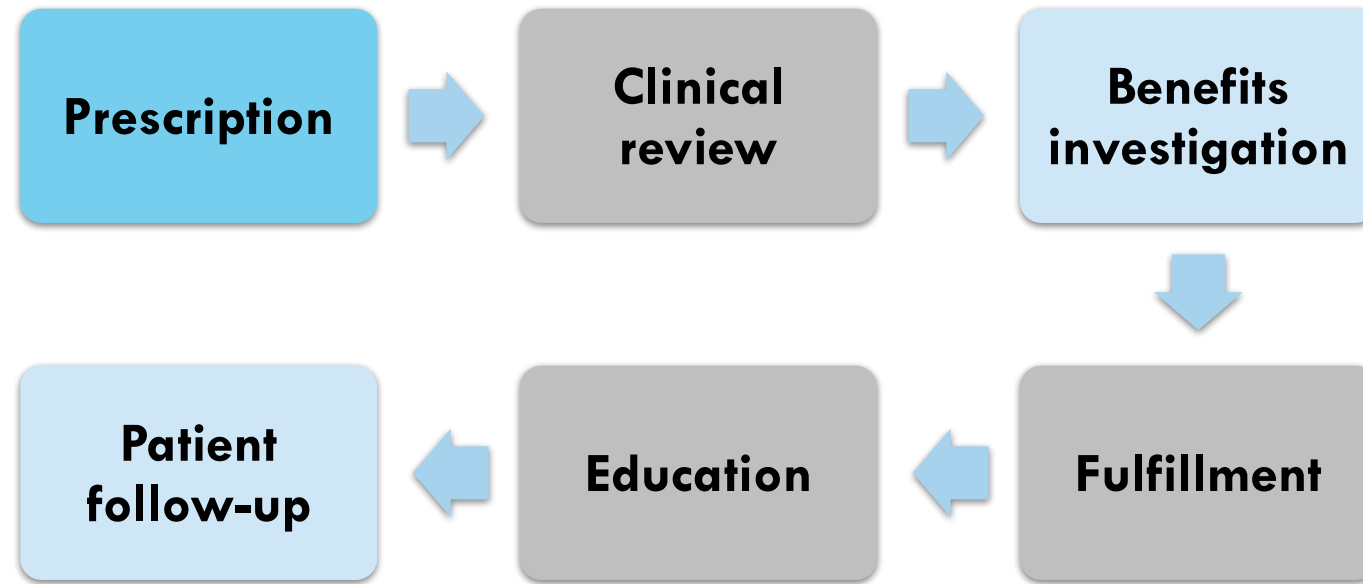 Prescription
Clinical
review
Benefits
investigation
Patient
follow-up
Education
Fulfillment